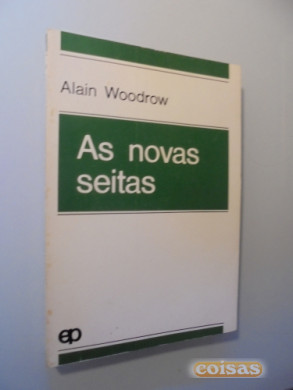 Alain Woodrow
As novas
seitas
ep
coisas